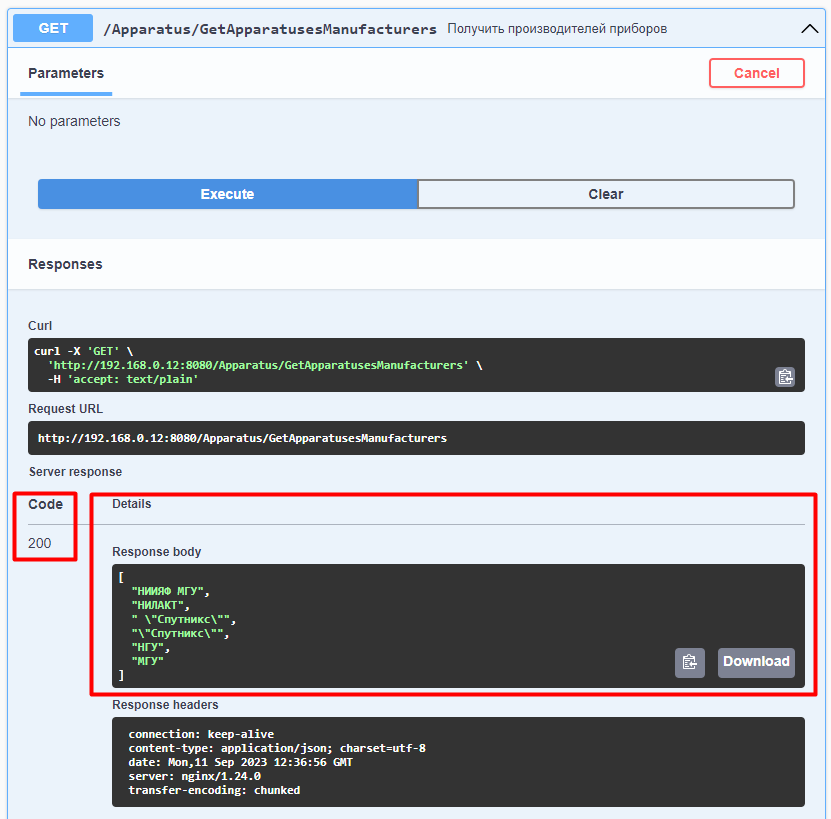 GET /Apparatus/GetApparatusesManufacturers Получить производителей приборов
Parameters
Cancel
No parameters
Execute
Clear
Responses
Curl
curl -X 'GET' \
'http://192.168.0.12:8080/Apparatus/GetApparatusesManufacturers' \
-H 'accept: text/plain'
Request URL
http://192.168.0.12:8080/Apparatus/GetApparatusesManufacturers
Server response
Code
Details
200
Response body
[
"НИИЯФ МГУ",
"НИЛАКТ",
" \"Спутникс\"",
"\"Спутникс\"",
"НГУ",
"МГУ"
]
Download
Response headers
connection: keep-alive
content-type: application/json; charset=utf-8
date: Mon,11 Sep 2023 12:36:56 GMT
server: nginx/1.24.0
transfer-encoding: chunked